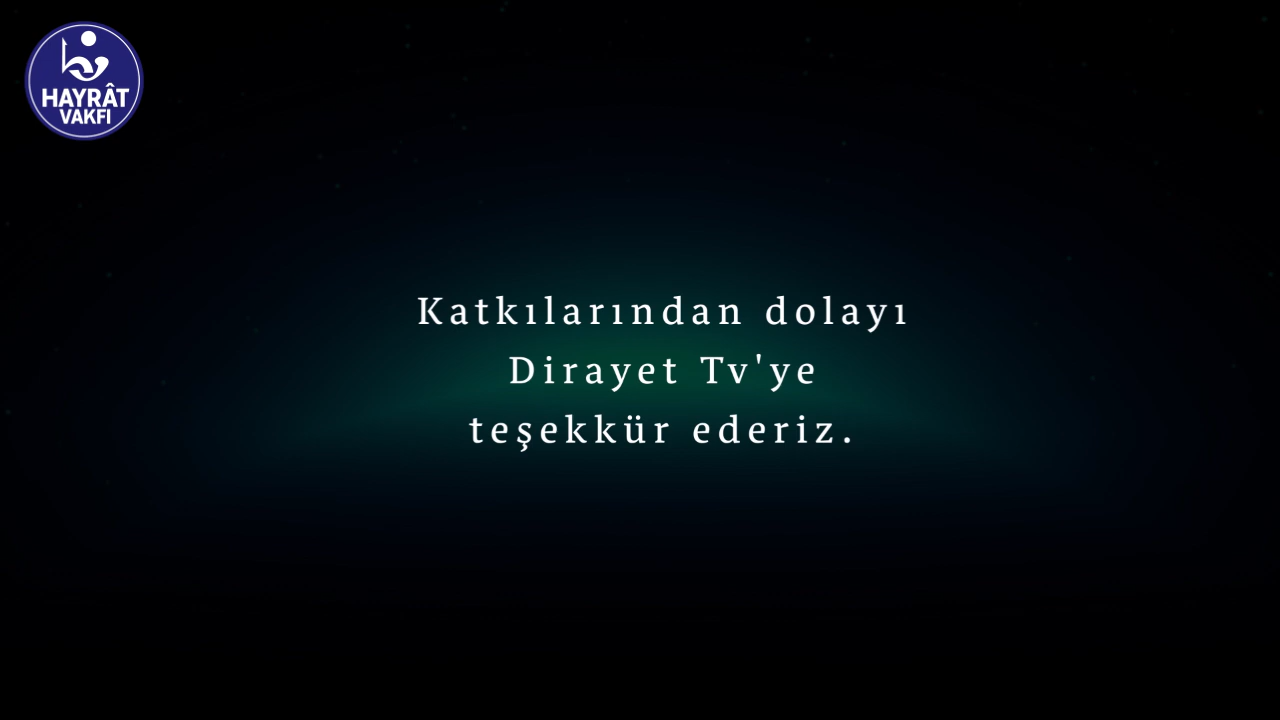 HAYRÂT
VAKFI
Katkılarından dolayı
Dirayet Tv'ye
teşekkür ederiz.